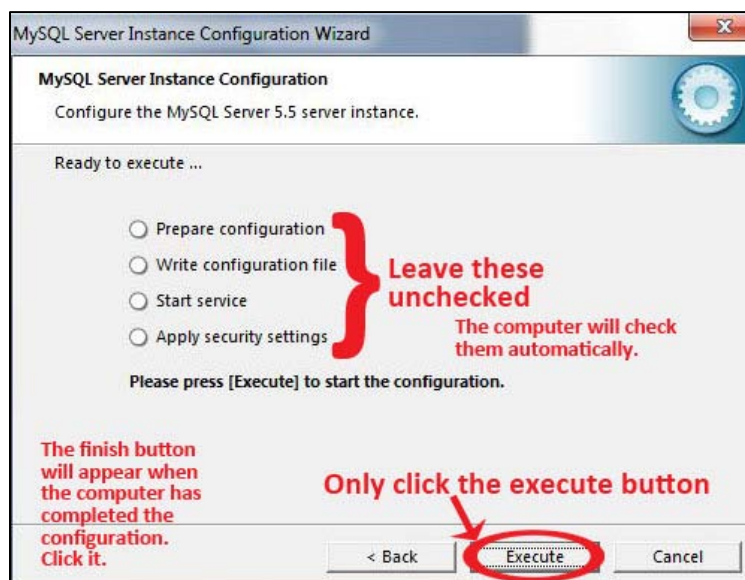 MySQL Server Instance Configuration Wizard
MySQL Server Instance Configuration
Configure the MySQL Server 5.5 server instance.
Ready to execute ...
Prepare configuration
Write configuration file
Start service
Apply security settings
Leave these
unchecked
The computer will check
them automatically.
Please press [Execute] to start the configuration.
The finish button
will appear when
the computer has
completed the
configuration.
Click it.
Only click the execute button
< Back
Execute
Cancel